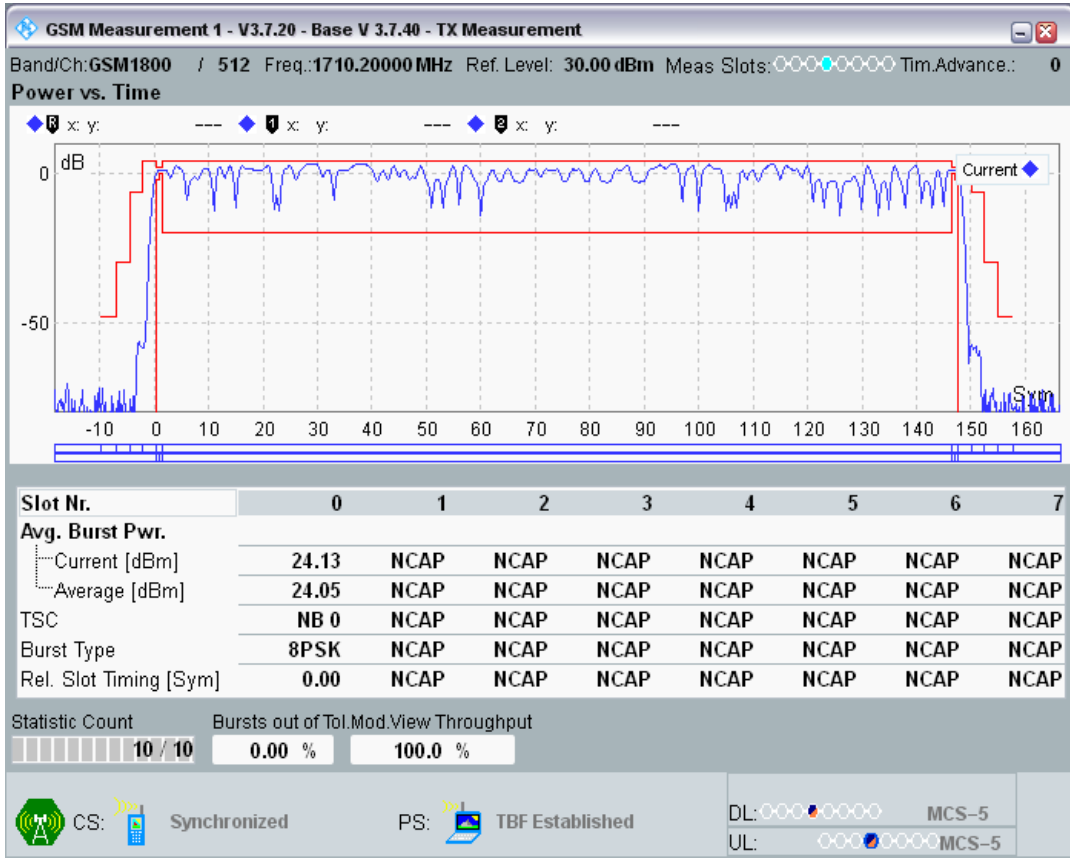 GSM Measurement 1 - V3.7.20 - Base V 3.7.40 - TX Measurement
Band/Ch:GSM1800 / 512 Freq.:1710.20000 MHz Ref. Level: 30.00 dBm Meas Slots: Tim.Advance.: 0
Power vs. Time
R x: y: --- 1 x: y: --- 2 x: y: ---
dB
Current
0
-50
Sym
-10 0 10 20 30 40 50 60 70 80 90 100 110 120 130 140 150 160
Slot Nr. 0 1 2 3 4 5 6 7
Avg. Burst Pwr.
Current [dBm] 24.13 NCAP NCAP NCAP NCAP NCAP NCAP NCAP
Average [dBm] 24.05 NCAP NCAP NCAP NCAP NCAP NCAP NCAP
TSC NB 0 NCAP NCAP NCAP NCAP NCAP NCAP NCAP
Burst Type 8PSK NCAP NCAP NCAP NCAP NCAP NCAP NCAP
Rel. Slot Timing [Sym] 0.00 NCAP NCAP NCAP NCAP NCAP NCAP NCAP
Statistic Count Bursts out of Tol.Mod.View Throughput
10 / 10 0.00 % 100.0 %
CS: Synchronized PS: TBF Established
DL: MCS-5
UL: MCS-5